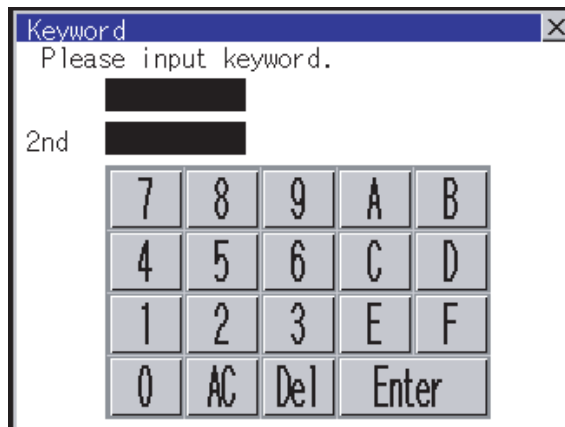 Keyword ×
Please input keyword.
2nd
7 8 9 A B
4 5 6 C D
1 2 3 E F
0 AC Del Enter